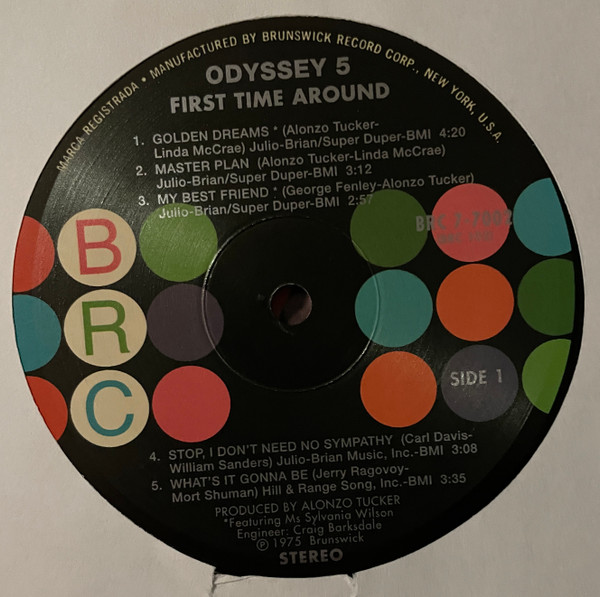 MARCA REGISTRADA • MANUFACTURED BY BRUNSWICK RECORD CORP., NEW YORK, U.S.A.
ODYSSEY 5
FIRST TIME AROUND
1. GOLDEN DREAMS * (Alonzo Tucker-
Linda McCrae) Julio-Brian/Super Duper-BMI 4:20
2. MASTER PLAN (Alonzo Tucker-Linda McCrae)
Julio-Brian/Super Duper-BMI 3:12
3. MY BEST FRIEND * (George Fenley-Alonzo Tucker)
Julio-Brian/Super Duper-BMI 2:57
B
R
C
SIDE 1
4. STOP, I DON'T NEED NO SYMPATHY (Carl Davis-
William Sanders) Julio-Brian Music, Inc.-BMI 3:08
5. WHAT'S IT GONNA BE (Jerry Ragovoy-
Mort Shuman) Hill & Range Song, Inc.-BMI 3:35
PRODUCED BY ALONZO TUCKER
*Featuring Ms Sylvania Wilson
Engineer: Craig Barksdale
℗ 1975 Brunswick
STEREO